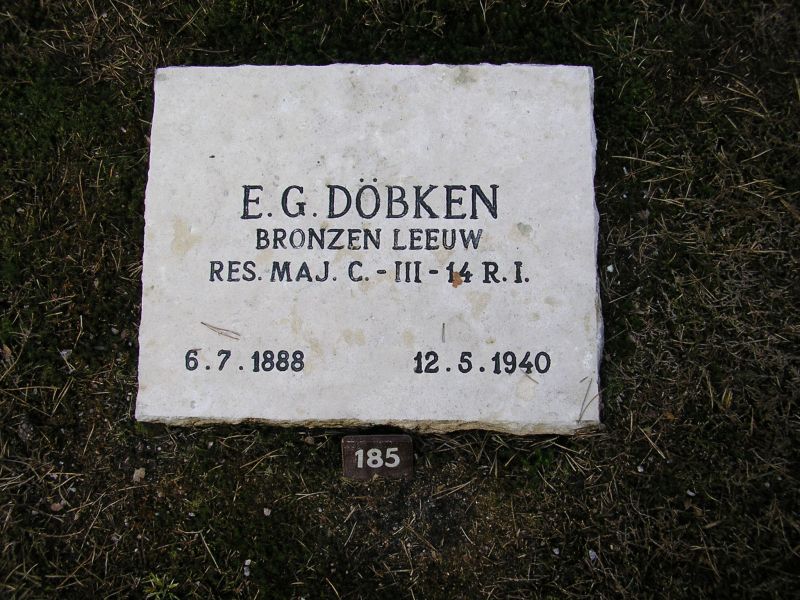 E. G. DÖBKEN
BRONZEN LEEUW
RES. MAJ. C. - III - 14 R. I.
6 . 7 . 1888 12 . 5 . 1940
185